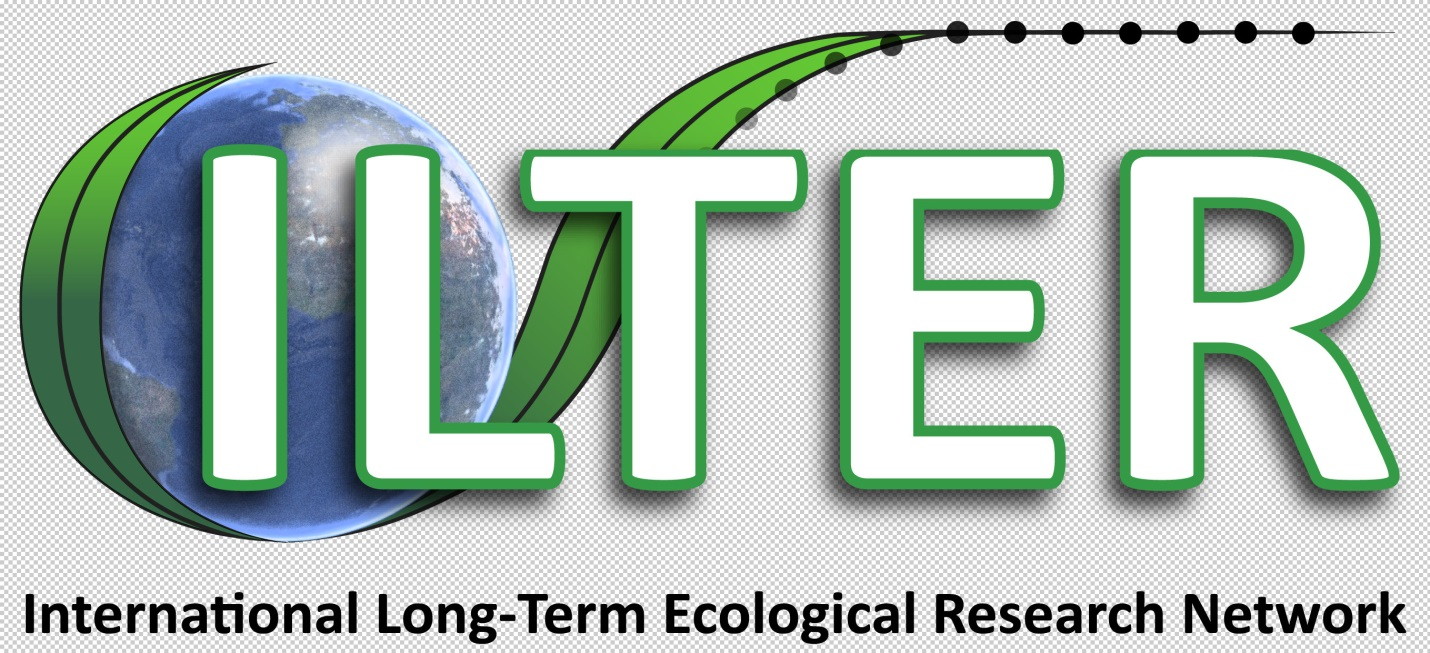 ILTER
International Long-Term Ecological Research Network